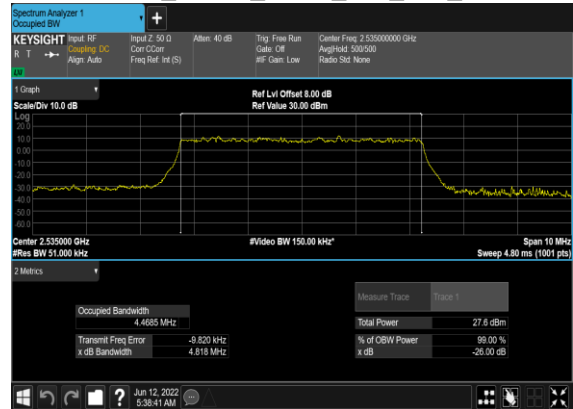 Spectrum Analyzer 1
Occupied BW
+
KEYSIGHT Input: RF Input Z: 50 Ω Atten: 40 dB Trig: Free Run Center Freq: 2.535000000 GHz
R T Coupling: DC Corr CCorr Gate: Off Avg|Hold: 500/500
Align: Auto Freq Ref: Int (S) #IF Gain: Low Radio Std: None
1 Graph Ref Lvl Offset 8.00 dB
Scale/Div 10.0 dB Ref Value 30.00 dBm
Log
20.0
10.0
0.00
-10.0
-20.0
-30.0
-40.0
-50.0
-60.0
Center 2.535000 GHz #Video BW 150.00 kHz* Span 10 MHz
#Res BW 51.000 kHz Sweep 4.80 ms (1001 pts)
2 Metrics
Measure Trace Trace 1
Occupied Bandwidth
4.4685 MHz Total Power 27.6 dBm
Transmit Freq Error -9.820 kHz % of OBW Power 99.00 %
x dB Bandwidth 4.818 MHz x dB -26.00 dB
? Jun 12, 2022
5:38:41 AM